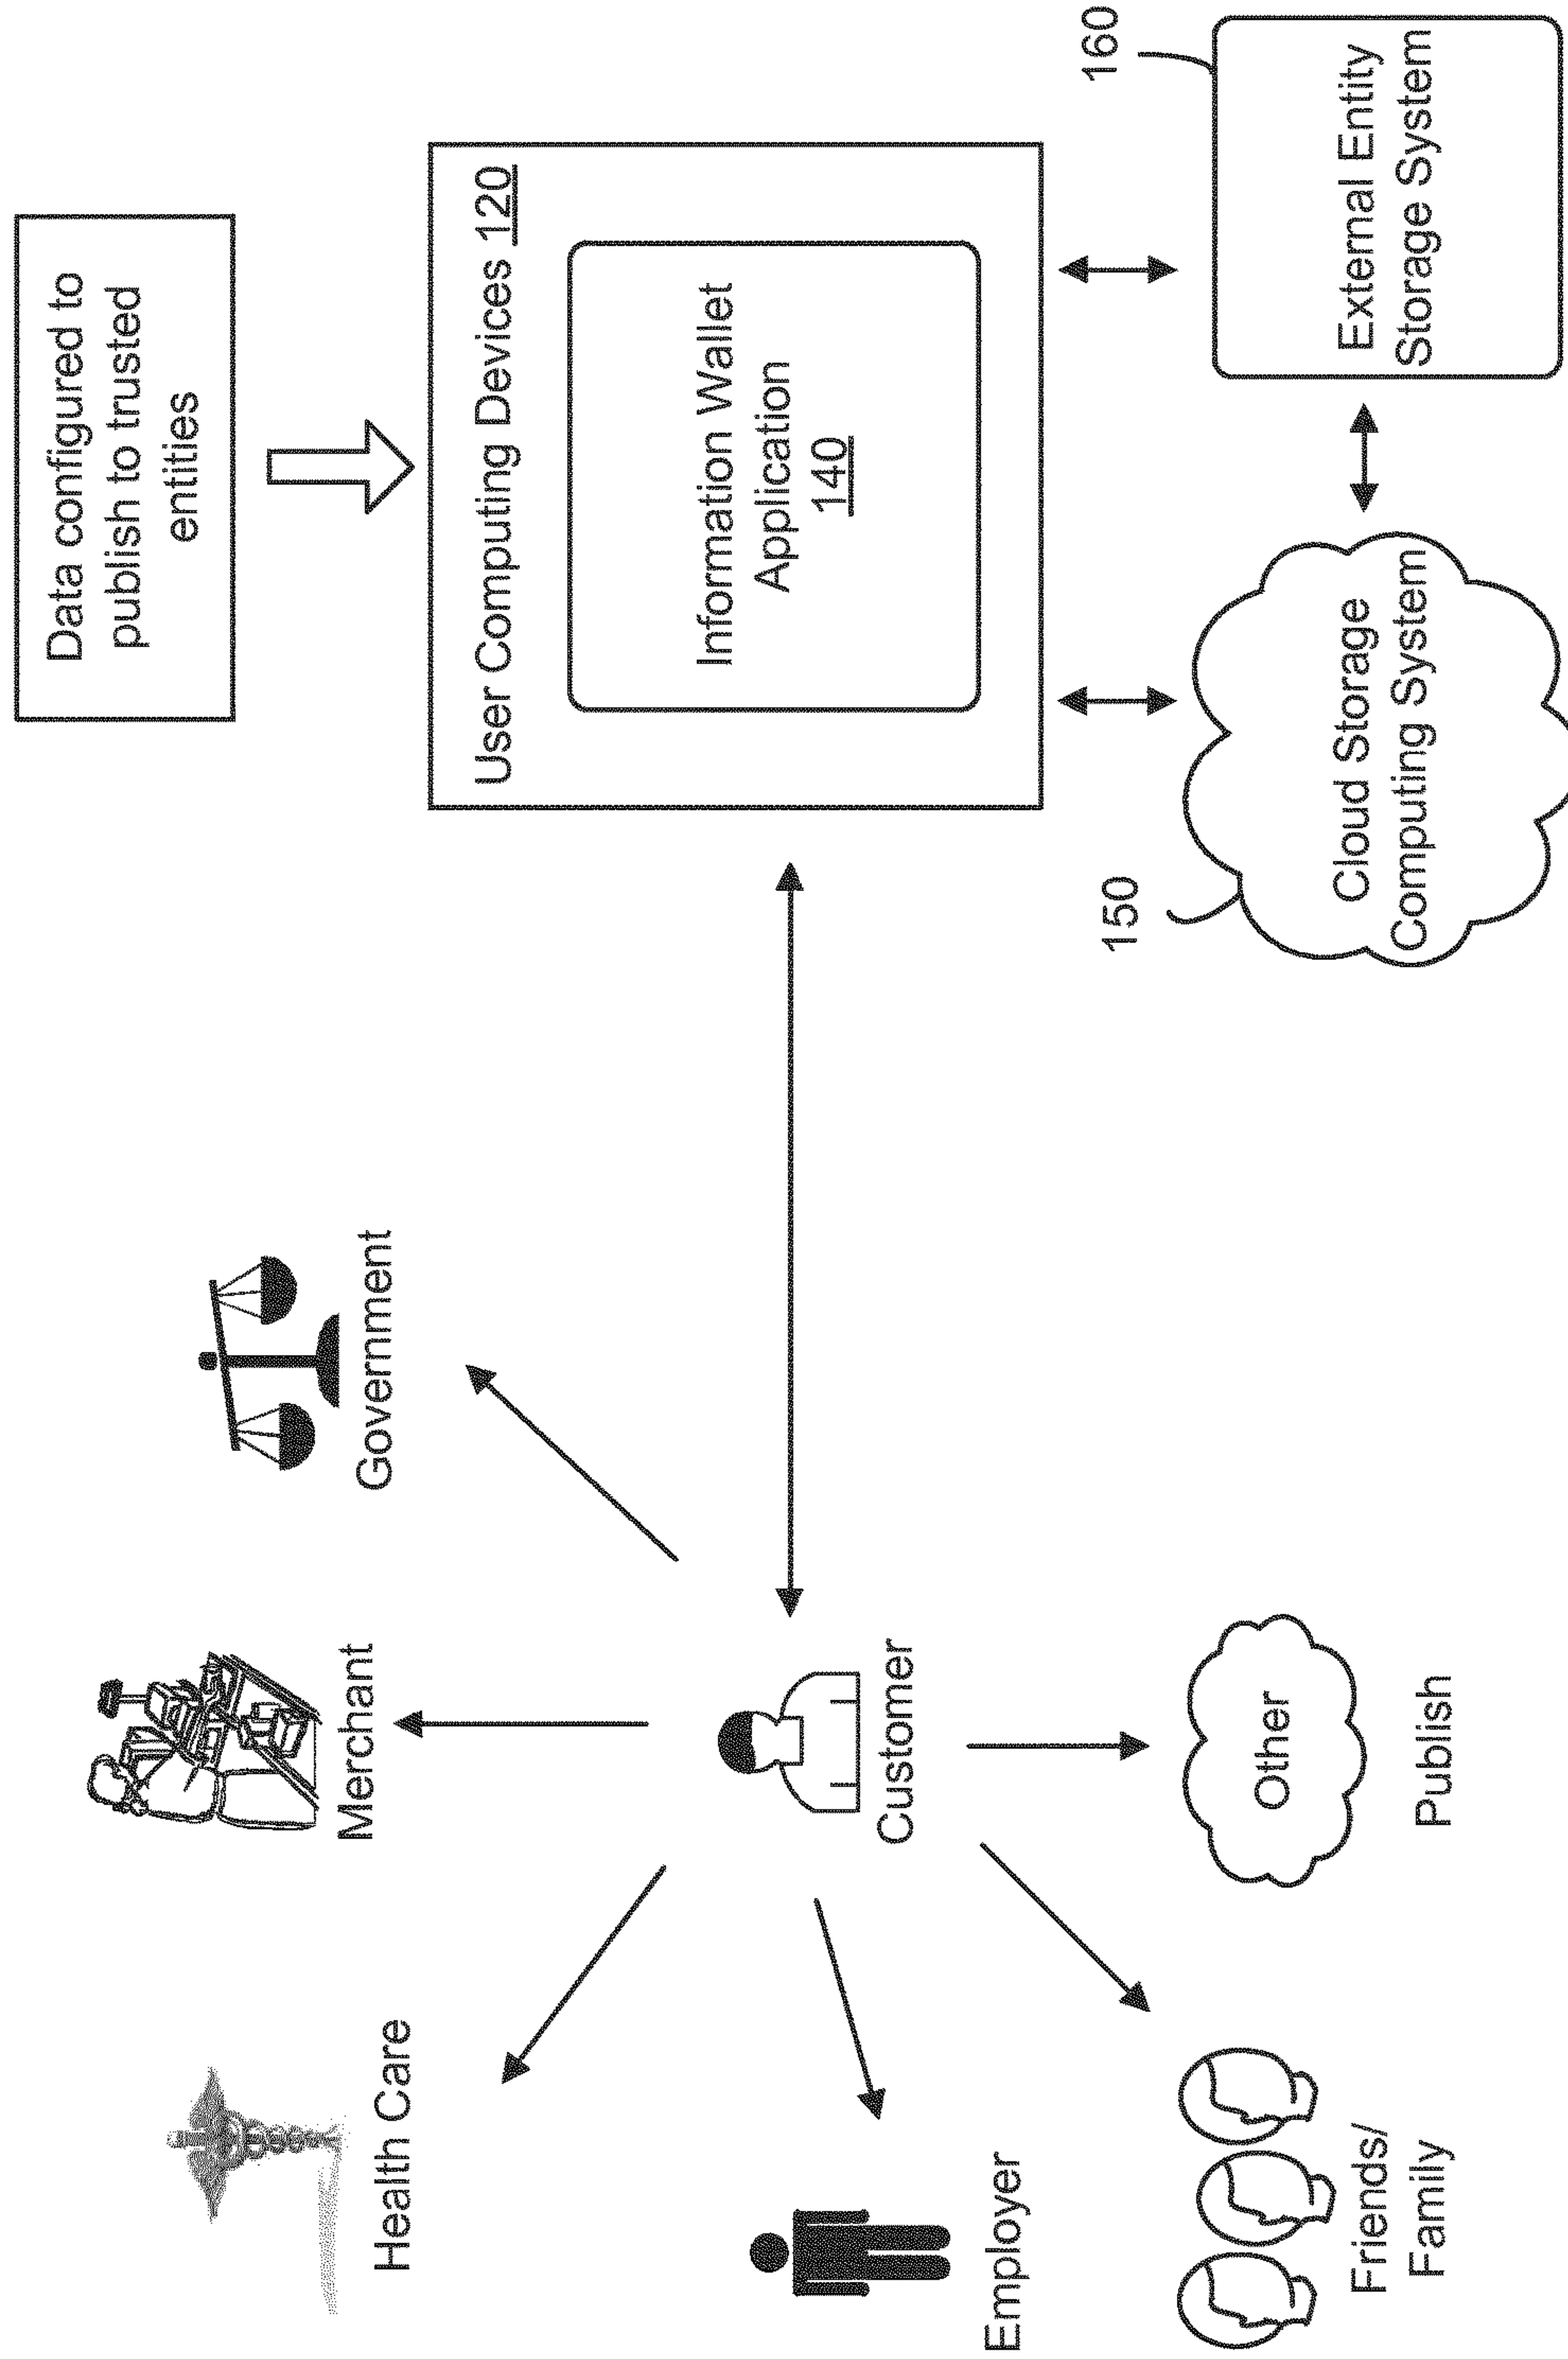 Health Care
Merchant
Government
Employer
Customer
Friends/
Family
Other
Publish
Data configured to
publish to trusted
entities
User Computing Devices 120
Information Wallet
Application
140
150
Cloud Storage
Computing System
160
External Entity
Storage System